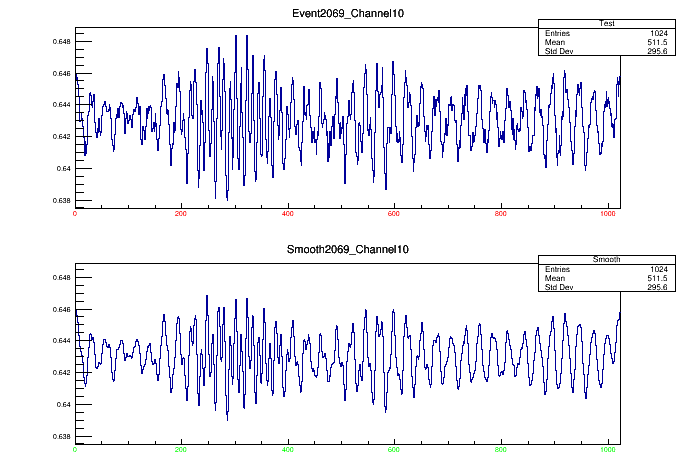 Event2069_Channel10
Test
Entries 1024
Mean 511.5
Std Dev 295.6
0.648
0.646
0.644
0.642
0.64
0.638
0 200 400 600 800 1000
Smooth2069_Channel10
Smooth
Entries 1024
Mean 511.5
Std Dev 295.6
0.648
0.646
0.644
0.642
0.64
0.638
0 200 400 600 800 1000